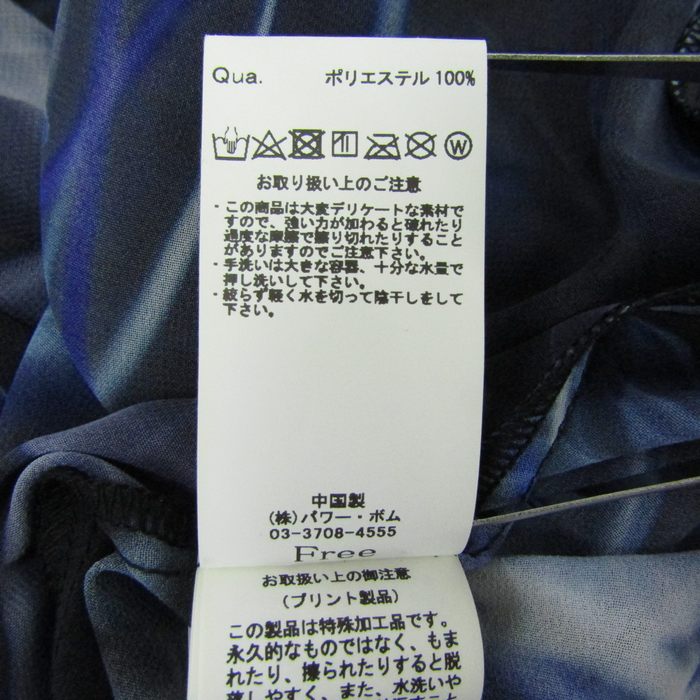 Qua. ポリエステル 100%
お取り扱い上のご注意
・この商品は大変デリケートな素材で
すので、強い力が加わると破れたり
過度な摩擦で擦り切れたりすること
がありますのでご注意下さい。
・手洗いは大きな容器、十分な水量で
押し洗いして下さい。
・絞らず軽く水を切って陰干しをして
下さい。
中国製
(株)パワー・ボム
03-3708-4555
Free
お取扱い上の御注意
(プリント製品)
この製品は特殊加工品です。
永久的なものではなく、もま
れたり、擦られたりすると脱
落しやすく、また、水洗いや